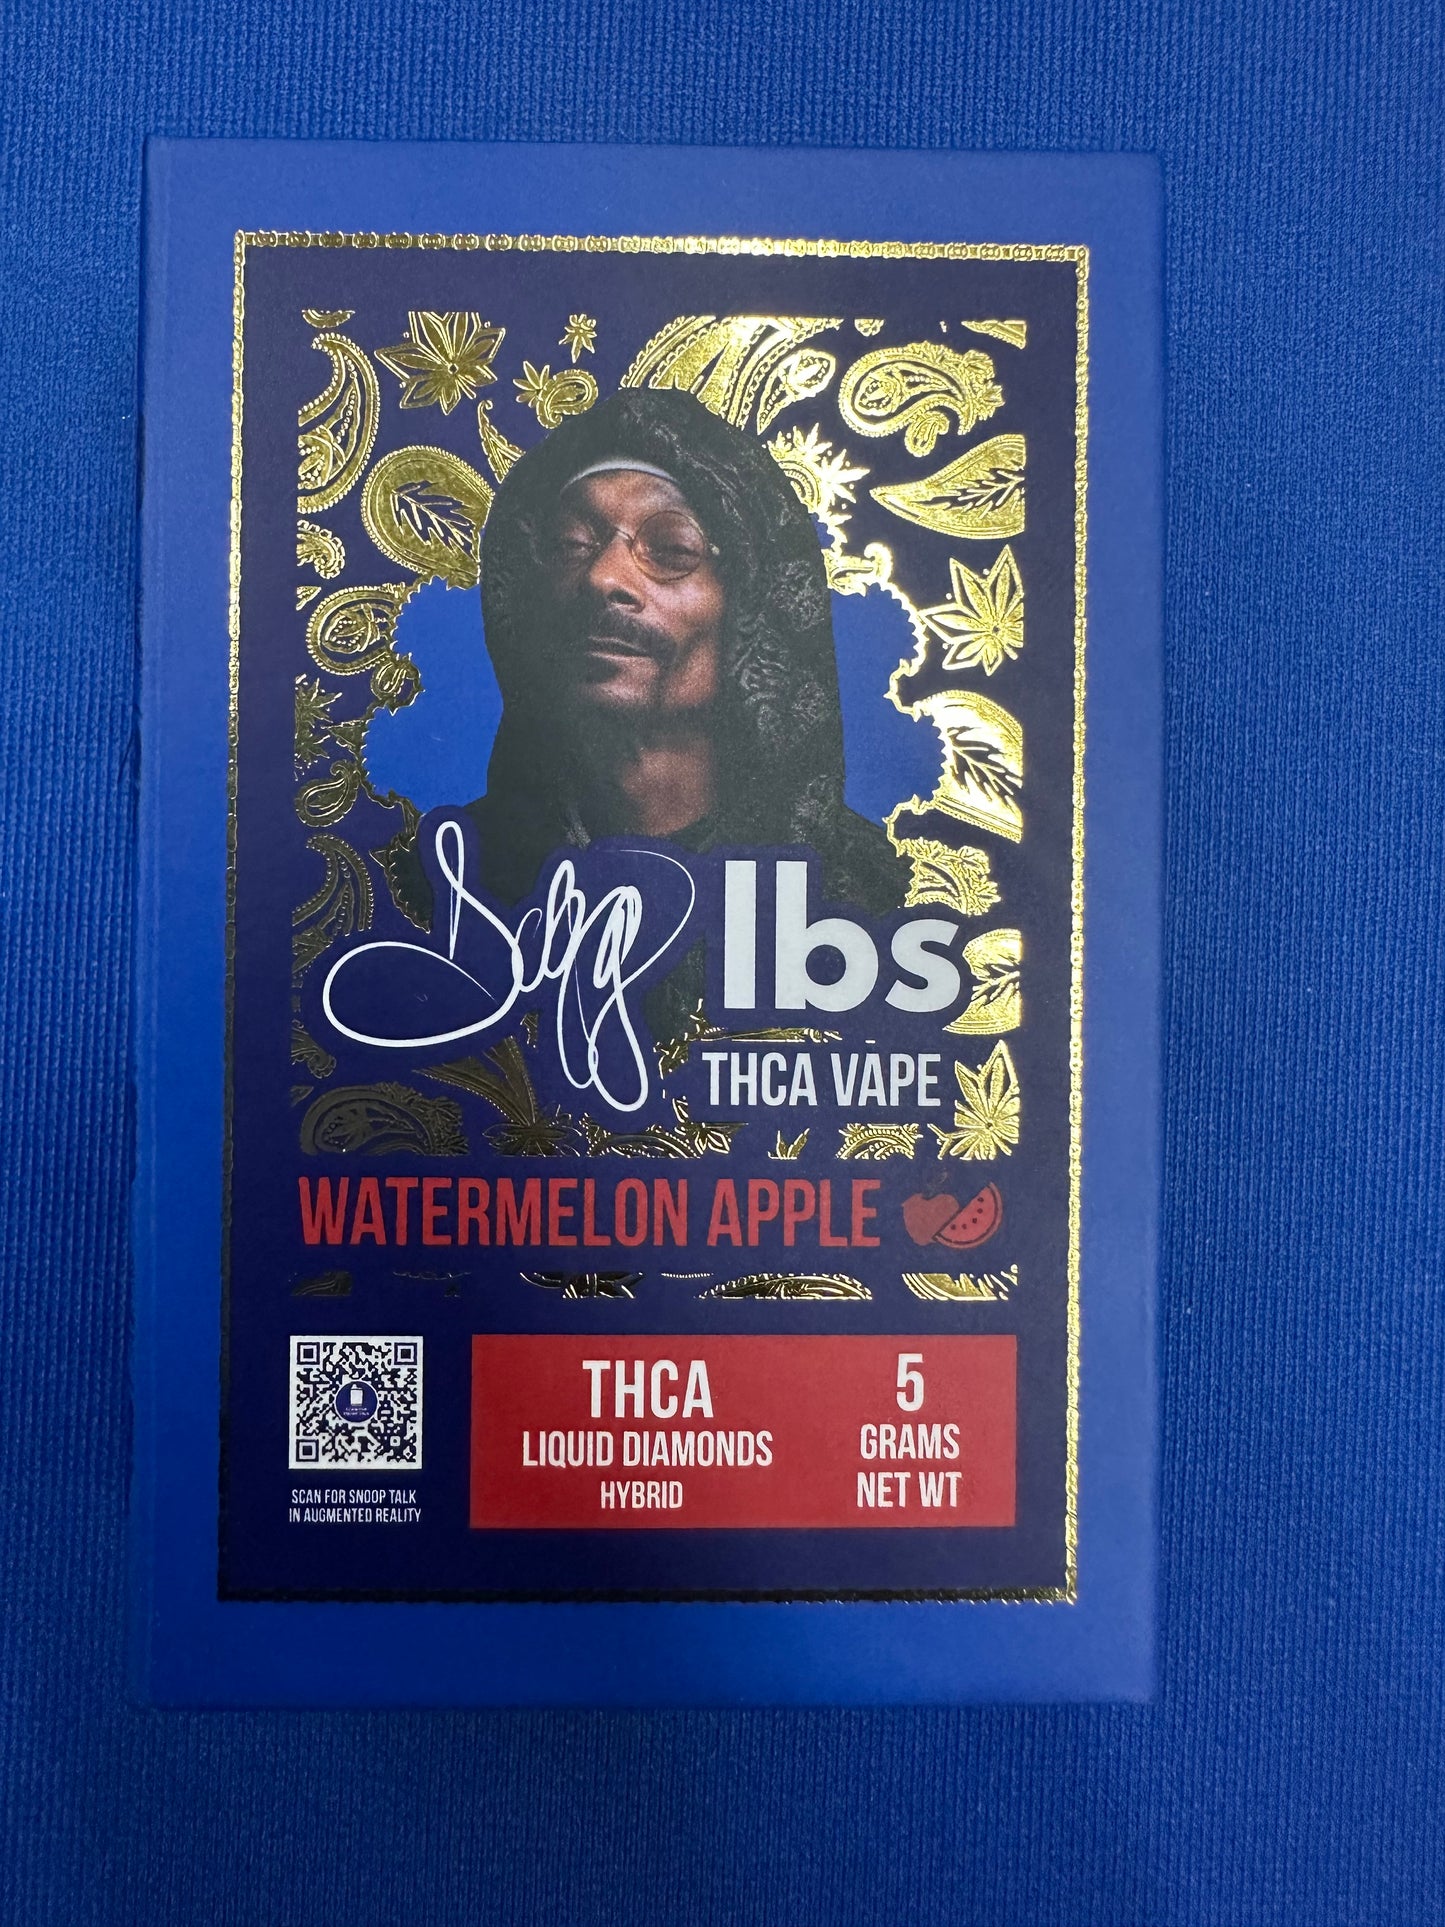 lbs
THCA VĀPE
WATERMELON APPLE
THCA
LIQUID DIAMONDS
HYBRID
5
GRAMS
NET WT
SCAN FOR SNOOP TALK
IN AUGMENTED REALITY